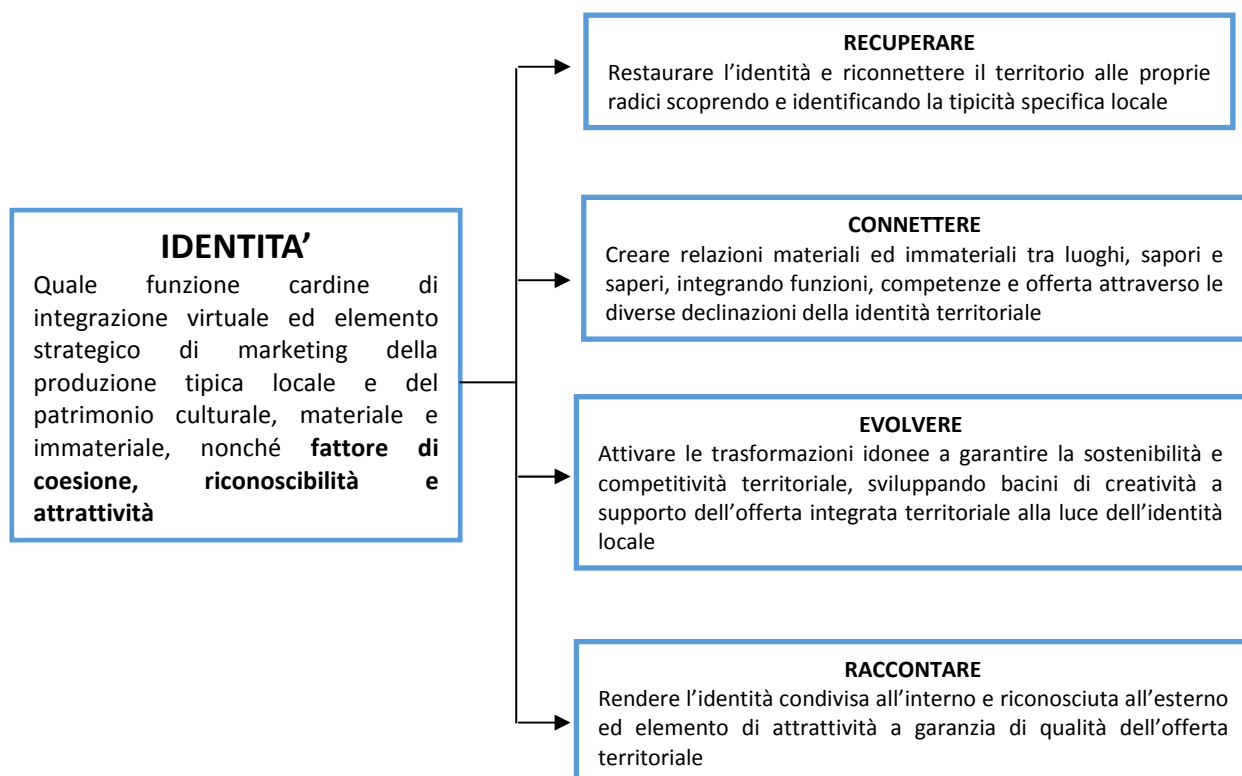 IDENTITA’
Quale funzione cardine di
integrazione virtuale ed elemento
strategico di marketing della
produzione tipica locale e del
patrimonio culturale, materiale e
immateriale, nonché fattore di
coesione, riconoscibilità e
attrattività
RECUPERARE
Restaurare l’identità e riconnettere il territorio alle proprie
radici scoprendo e identificando la tipicità specifica locale
CONNETTERE
Creare relazioni materiali ed immateriali tra luoghi, sapori e
saperi, integrando funzioni, competenze e offerta attraverso le
diverse declinazioni della identità territoriale
EVOLVERE
Attivare le trasformazioni idonee a garantire la sostenibilità e
competitività territoriale, sviluppando bacini di creatività a
supporto dell’offerta integrata territoriale alla luce dell’identità
locale
RACCONTARE
Rendere l’identità condivisa all’interno e riconosciuta all’esterno
ed elemento di attrattività a garanzia di qualità dell’offerta
territoriale